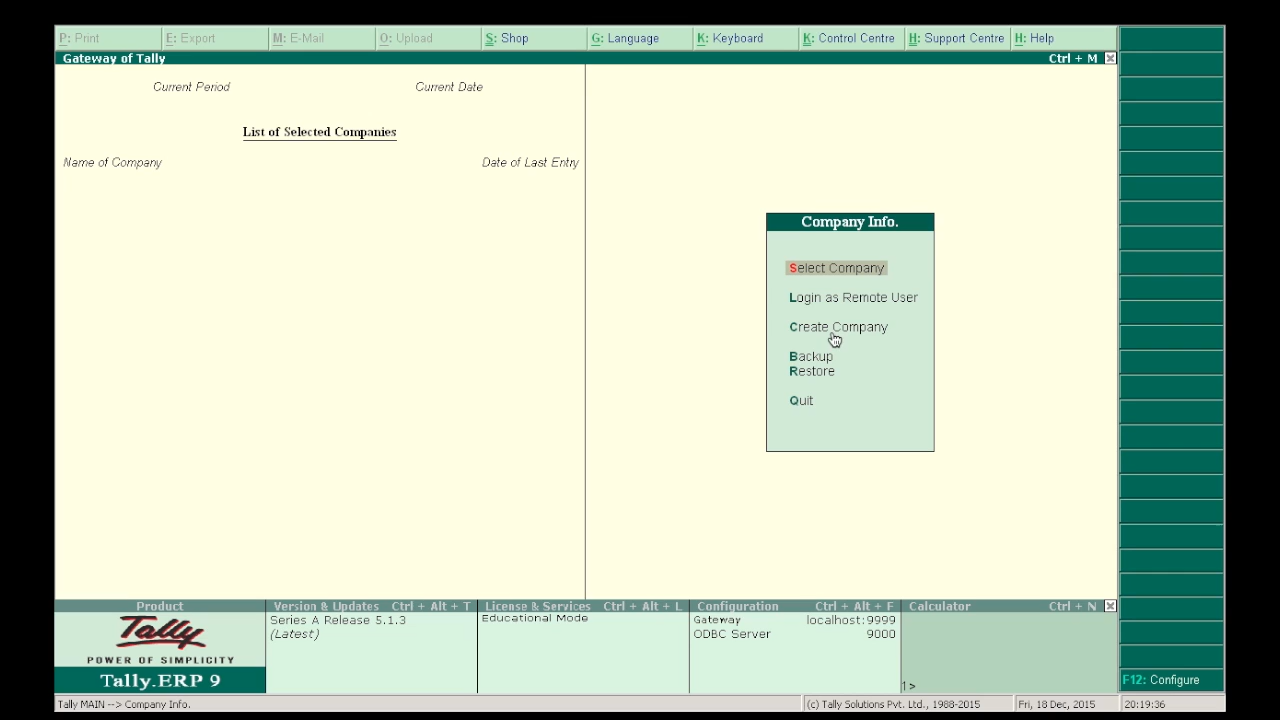 P: Print E: Export M: E-Mail O: Upload S: Shop G: Language K: Keyboard K: Control Centre H: Support Centre H: Help
Gateway of Tally Ctrl + M
Current Period Current Date
List of Selected Companies
Name of Company Date of Last Entry
Company Info.
Select Company
Login as Remote User
Create Company
Backup
Restore
Quit
Product Version & Updates Ctrl + Alt + T License & Services Ctrl + Alt + L Configuration Ctrl + Alt + F Calculator Ctrl + N
Tally
POWER OF SIMPLICITY
Tally.ERP 9
Series A Release 5.1.3
(Latest)
Educational Mode
Gateway localhost:9999
ODBC Server 9000
1>
F12: Configure
Tally MAIN --> Company Info. (c) Tally Solutions Pvt. Ltd., 1988-2015 Fri, 18 Dec, 2015 20:19:36